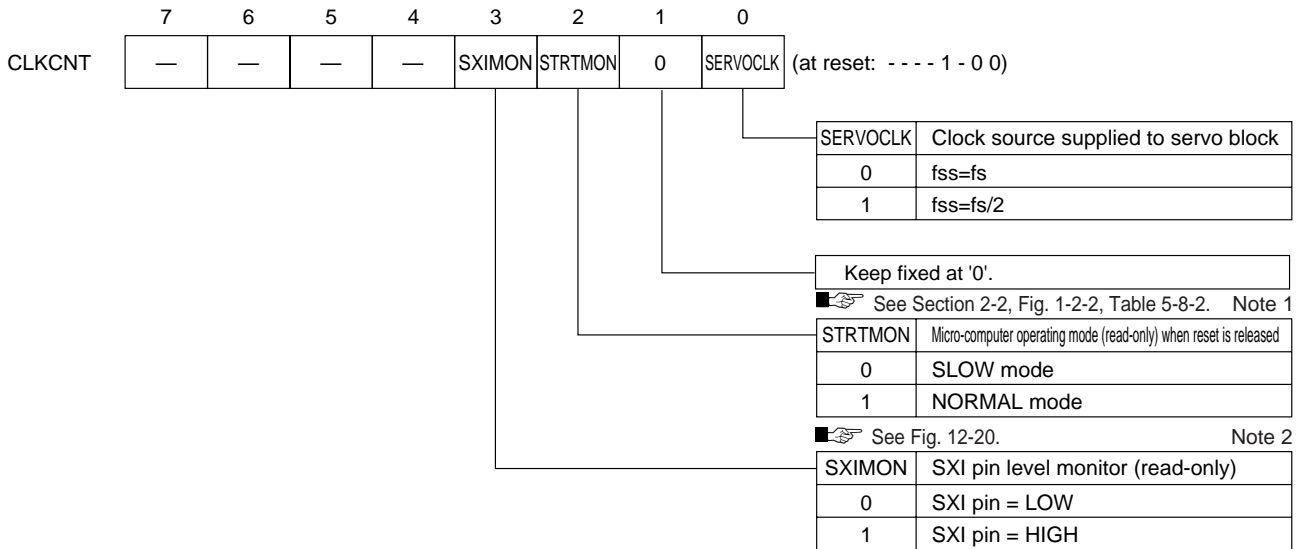 7 6 5 4 3 2 1 0
CLKCNT — — — — SXIMON STRTMON 0 SERVOCLK (at reset: - - - - 1 - 0 0)
SERVOCLK Clock source supplied to servo block
0 fss=fs
1 fss=fs/2
Keep fixed at '0'.
See Section 2-2, Fig. 1-2-2, Table 5-8-2. Note 1
STRTMON Micro-computer operating mode (read-only) when reset is released
0 SLOW mode
1 NORMAL mode
See Fig. 12-20. Note 2
SXIMON SXI pin level monitor (read-only)
0 SXI pin = LOW
1 SXI pin = HIGH